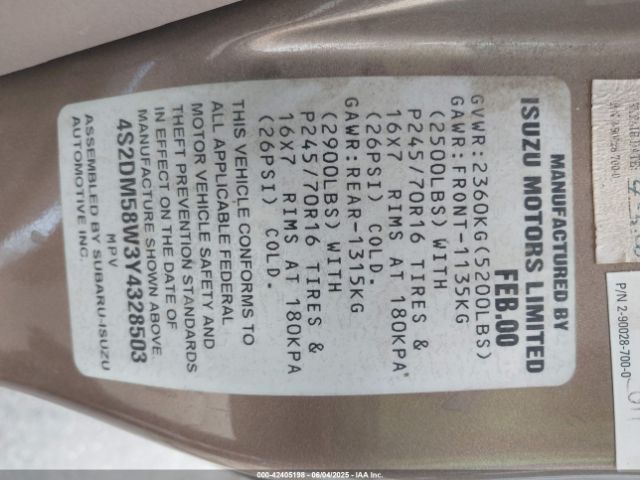 MANUFACTURED BY
ISUZU MOTORS LIMITED
FEB.00
GVWR:2360KG(5200LBS)
GAWR:FRONT-1135KG
(2500LBS) WITH
P245/70R16 TIRES &
16X7 RIMS AT 180KPA
(26PSI) COLD.
GAWR:REAR-1315KG
(2900LBS) WITH
P245/70R16 TIRES &
16X7 RIMS AT 180KPA
(26PSI) COLD.
THIS VEHICLE CONFORMS TO
ALL APPLICABLE FEDERAL
MOTOR VEHICLE SAFETY AND
THEFT PREVENTION STANDARDS
IN EFFECT ON THE DATE OF
MANUFACTURE SHOWN ABOVE.
4S2DM58W3Y4328503
MPV
ASSEMBLED BY SUBARU-ISUZU
AUTOMOTIVE INC.
P/N 2-90028-700-0
000-42405198 - 06/04/2025 - IAA, Inc.